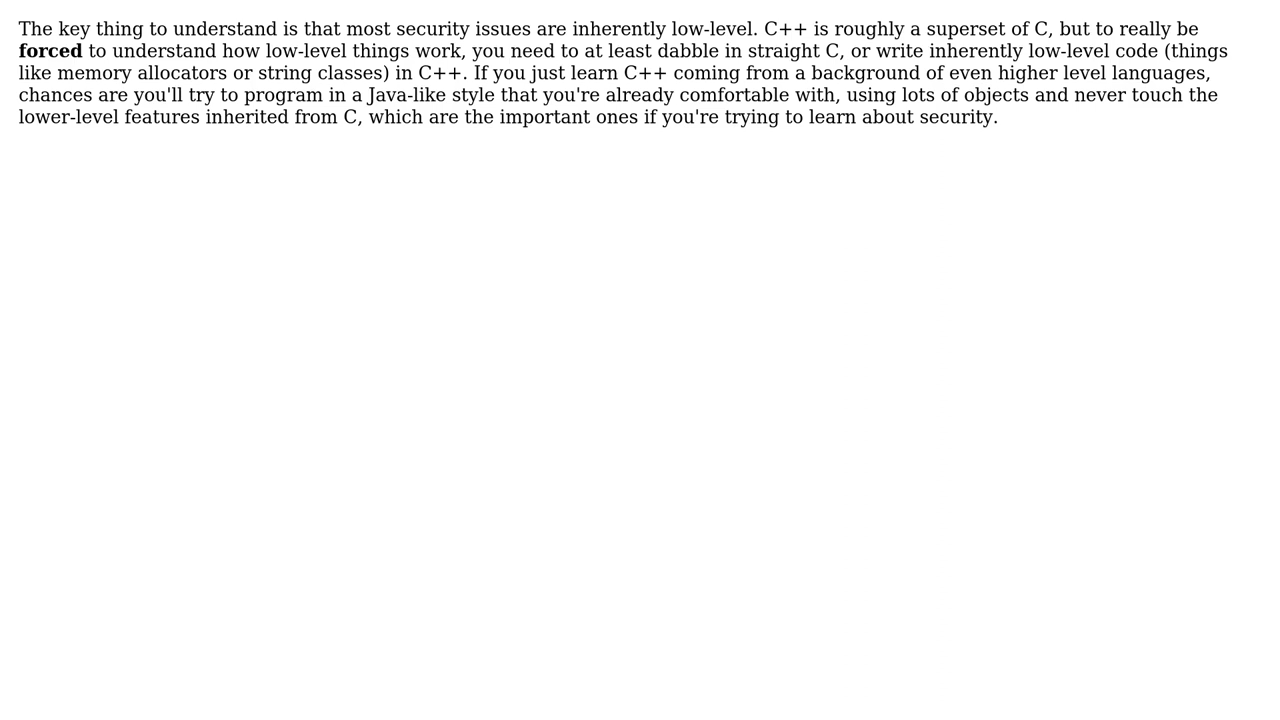 The key thing to understand is that most security issues are inherently low-level. C++ is roughly a superset of C, but to really be
forced to understand how low-level things work, you need to at least dabble in straight C, or write inherently low-level code (things
like memory allocators or string classes) in C++. If you just learn C++ coming from a background of even higher level languages,
chances are you'll try to program in a Java-like style that you're already comfortable with, using lots of objects and never touch the
lower-level features inherited from C, which are the important ones if you're trying to learn about security.